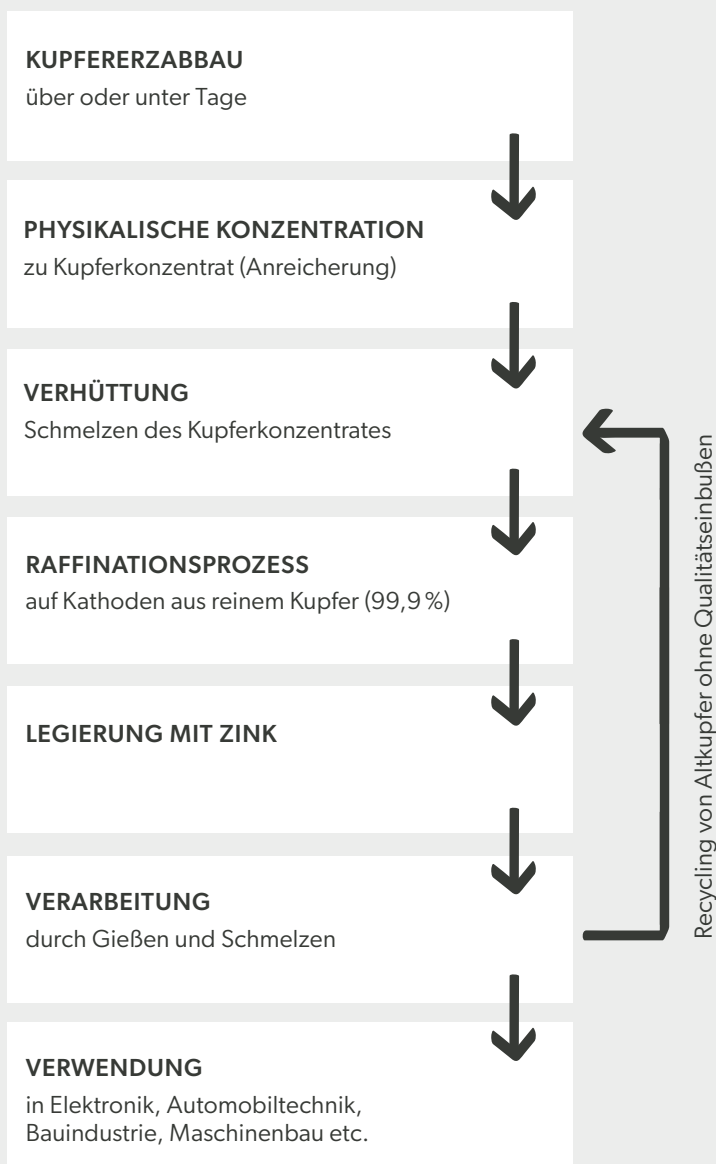 KUPFERERZABBAU
über oder unter Tage
PHYSIKALISCHE KONZENTRATION
zu Kupferkonzentrat (Anreicherung)
VERHÜTTUNG
Schmelzen des Kupferkonzentrates
RAFFINATIONSPROZESS
auf Kathoden aus reinem Kupfer (99,9 %)
LEGIERUNG MIT ZINK
VERARBEITUNG
durch Gießen und Schmelzen
VERWENDUNG
in Elektronik, Automobiltechnik,
Bauindustrie, Maschinenbau etc.
Recycling von Altkupfer ohne Qualitätseinbußen